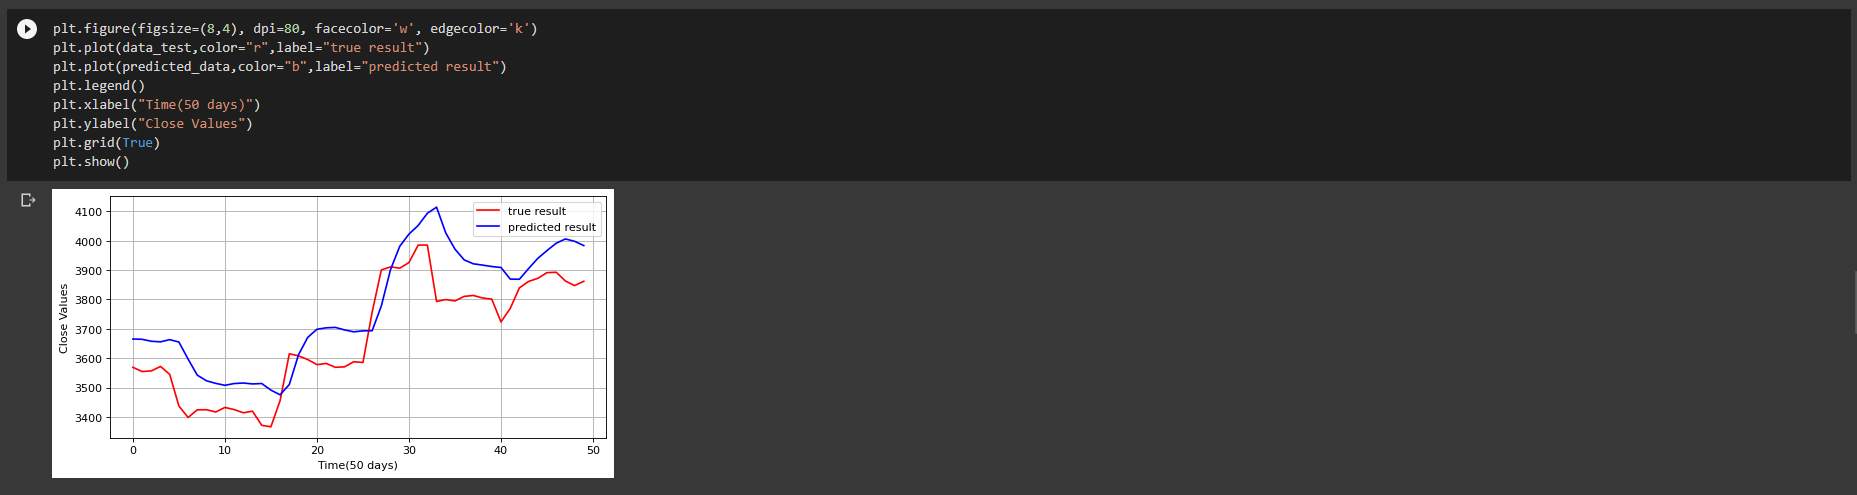 plt.figure(figsize=(8,4), dpi=80, facecolor='w', edgecolor='k')
plt.plot(data_test,color="r",label="true result")
plt.plot(predicted_data,color="b",label="predicted result")
plt.legend()
plt.xlabel("Time(50 days)")
plt.ylabel("Close Values")
plt.grid(True)
plt.show()
true result
predicted result
4100
4000
3900
3800
3700
3600
3500
3400
Close Values
0 10 20 30 40 50
Time(50 days)